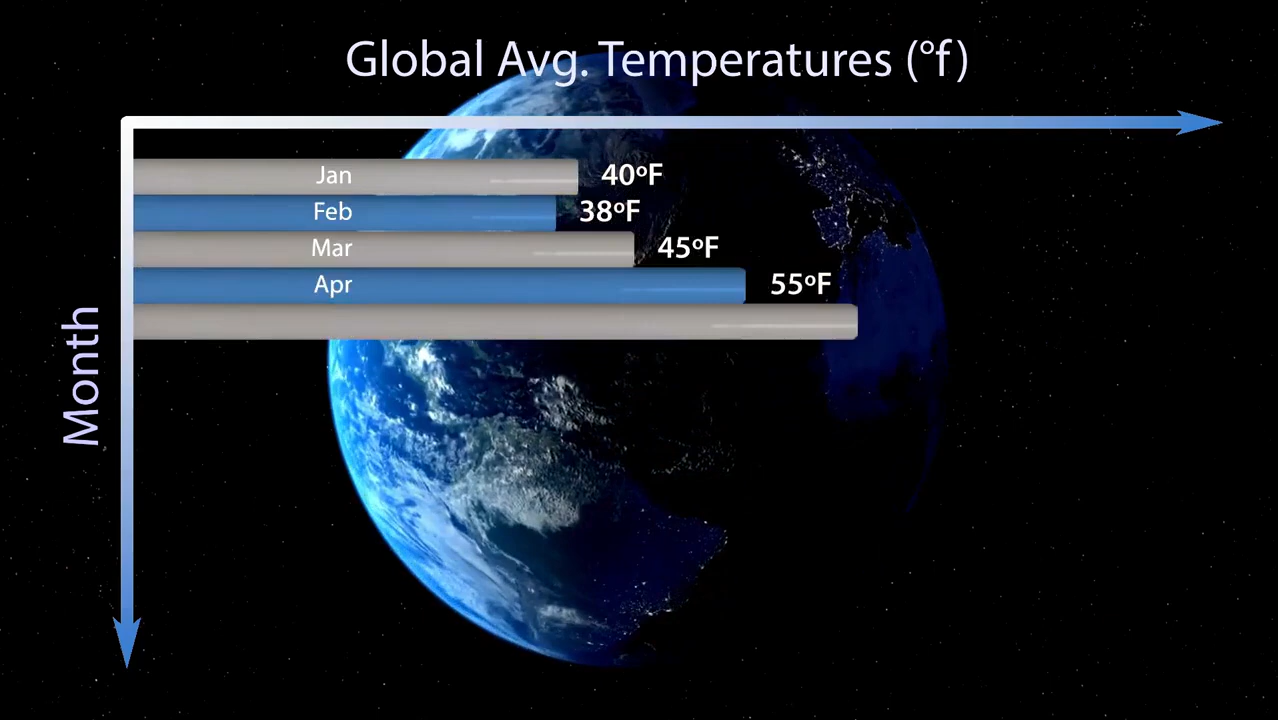 Global Avg. Temperatures (°f)
Jan 40ºF
Feb 38ºF
Mar 45ºF
Apr 55ºF
Month